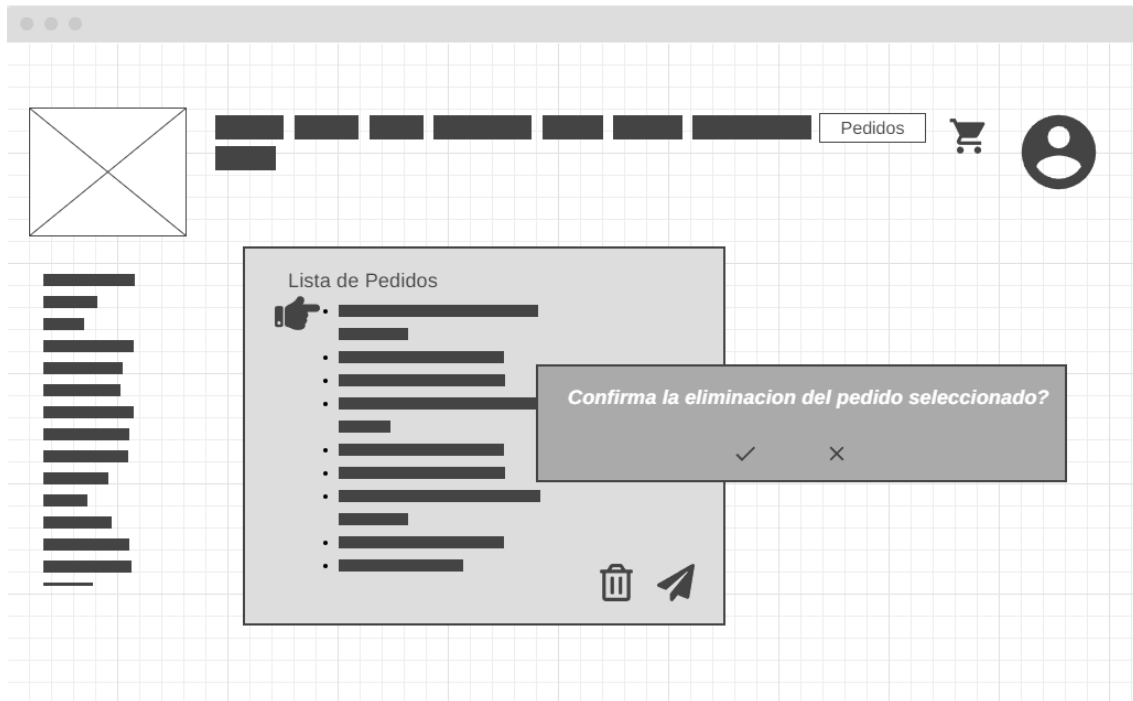 Pedidos
Lista de Pedidos
Confirma la eliminacion del pedido seleccionado?